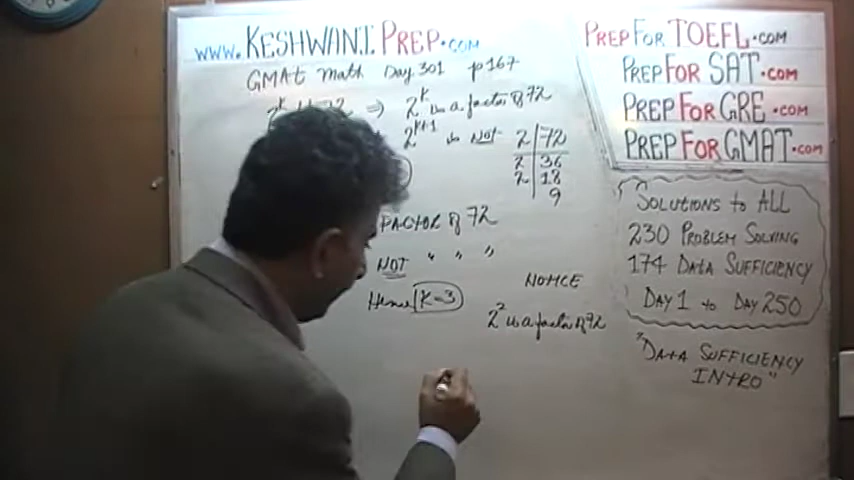 www.KESHWANI PREP.com
GMAt math Day 301 p167
2^k || 72 ⇒ 2^k is a factor of 72
2^(k+1) is NOT
2 | 72
2 | 36
2 | 18
9
FACTOR of 72
NOT " " "
Hence K=3
NOTICE
2^2 is a factor of 72
PREP FOR TOEFL.com
PREP FOR SAT.com
PREP FOR GRE.com
PREP FOR GMAT.com
SOLUTIONS to ALL
230 PROBLEM SOLVING
174 DATA SUFFICIENCY
DAY 1 to DAY 250
"DATA SUFFICIENCY
INTRO"